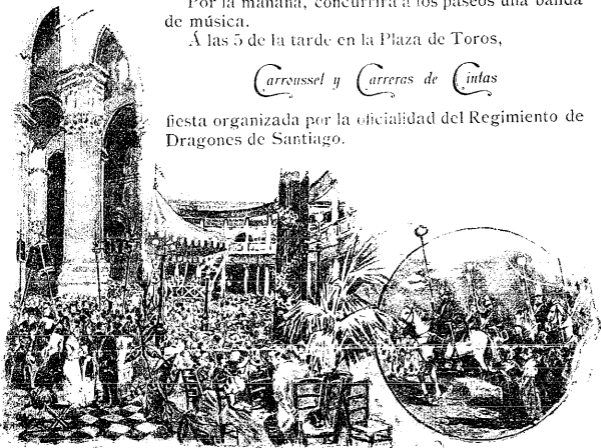 Por la mañana, concurrirá á los paseos una banda
de música.
Á las 5 de la tarde en la Plaza de Toros,
Carroussel y Carreras de Cintas
fiesta organizada por la oficialidad del Regimiento de
Dragones de Santiago.